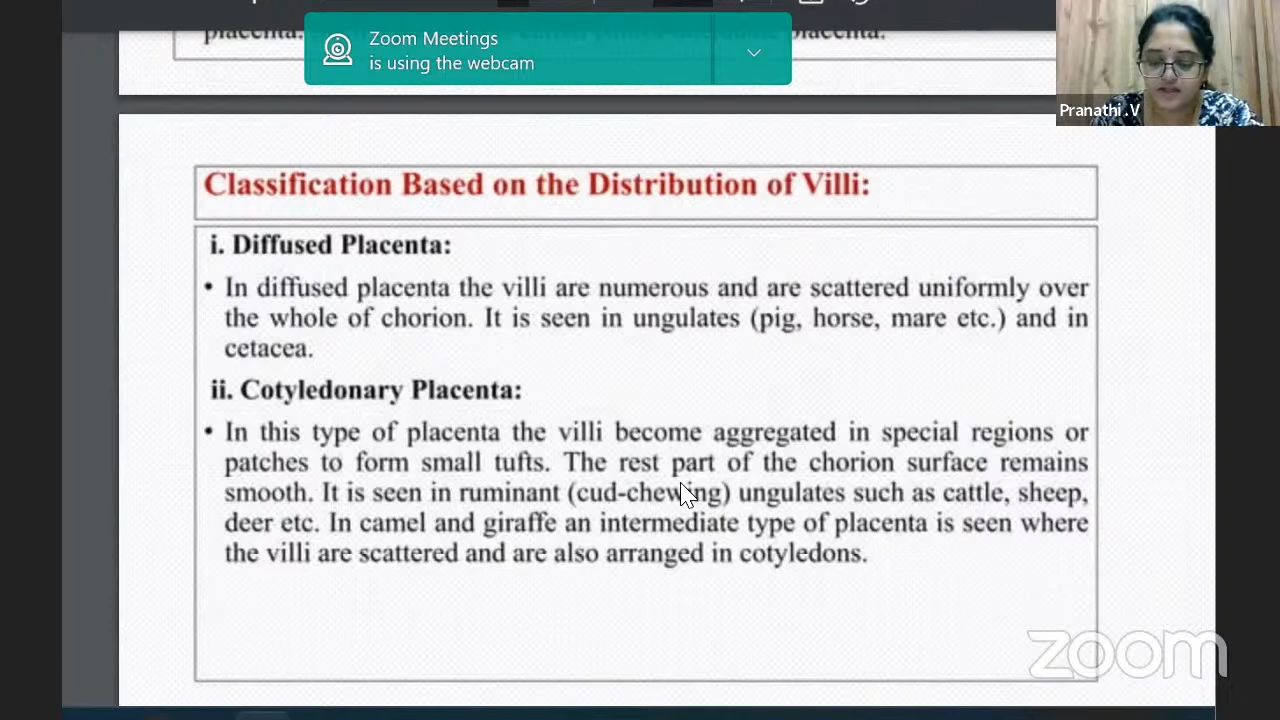 placenta.
placenta.
Zoom Meetings
is using the webcam
Pranathi .V
Classification Based on the Distribution of Villi:
i. Diffused Placenta:
• In diffused placenta the villi are numerous and are scattered uniformly over
the whole of chorion. It is seen in ungulates (pig, horse, mare etc.) and in
cetacea.
ii. Cotyledonary Placenta:
• In this type of placenta the villi become aggregated in special regions or
patches to form small tufts. The rest part of the chorion surface remains
smooth. It is seen in ruminant (cud-chewing) ungulates such as cattle, sheep,
deer etc. In camel and giraffe an intermediate type of placenta is seen where
the villi are scattered and are also arranged in cotyledons.
zoom